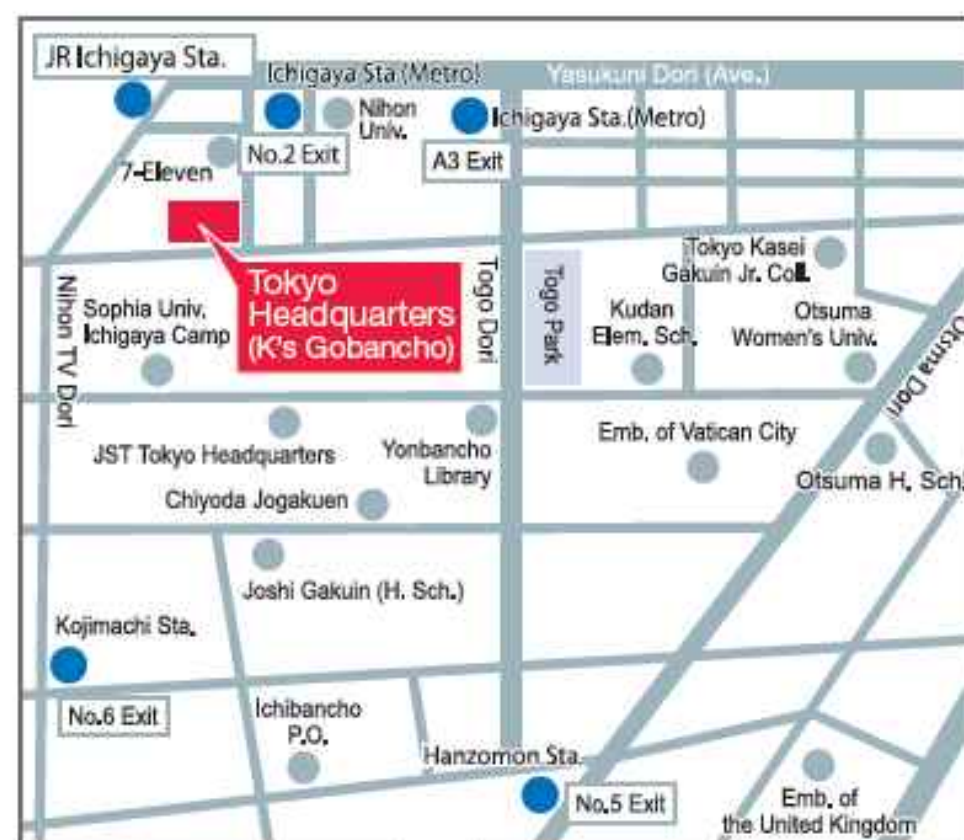 JR Ichigaya Sta.
Ichigaya Sta (Metro)
Yasukuni Dori (Ave.)
Nihon
Univ.
Ichigaya Sta.(Metro)
No.2 Exit
A3 Exit
7-Eleven
Tokyo
Headquarters
(K's Gobancho)
Nihon TV Dori
Sophia Univ.
Ichigaya Camp
Togo Dori
Togo Park
Tokyo Kasei
Gakuin Jr. Coll.
Kudan
Elem. Sch.
Otsuma
Women's Univ.
Otsuma Dori
JST Tokyo Headquarters
Yonbancho
Library
Emb. of Vatican City
Otsuma H. Sch.
Chiyoda Jogakuen
Joshi Gakuin (H. Sch.)
Kojimachi Sta.
No.6 Exit
Ichibancho
P.O.
Hanzomon Sta.
No.5 Exit
Emb. of
the United Kingdom